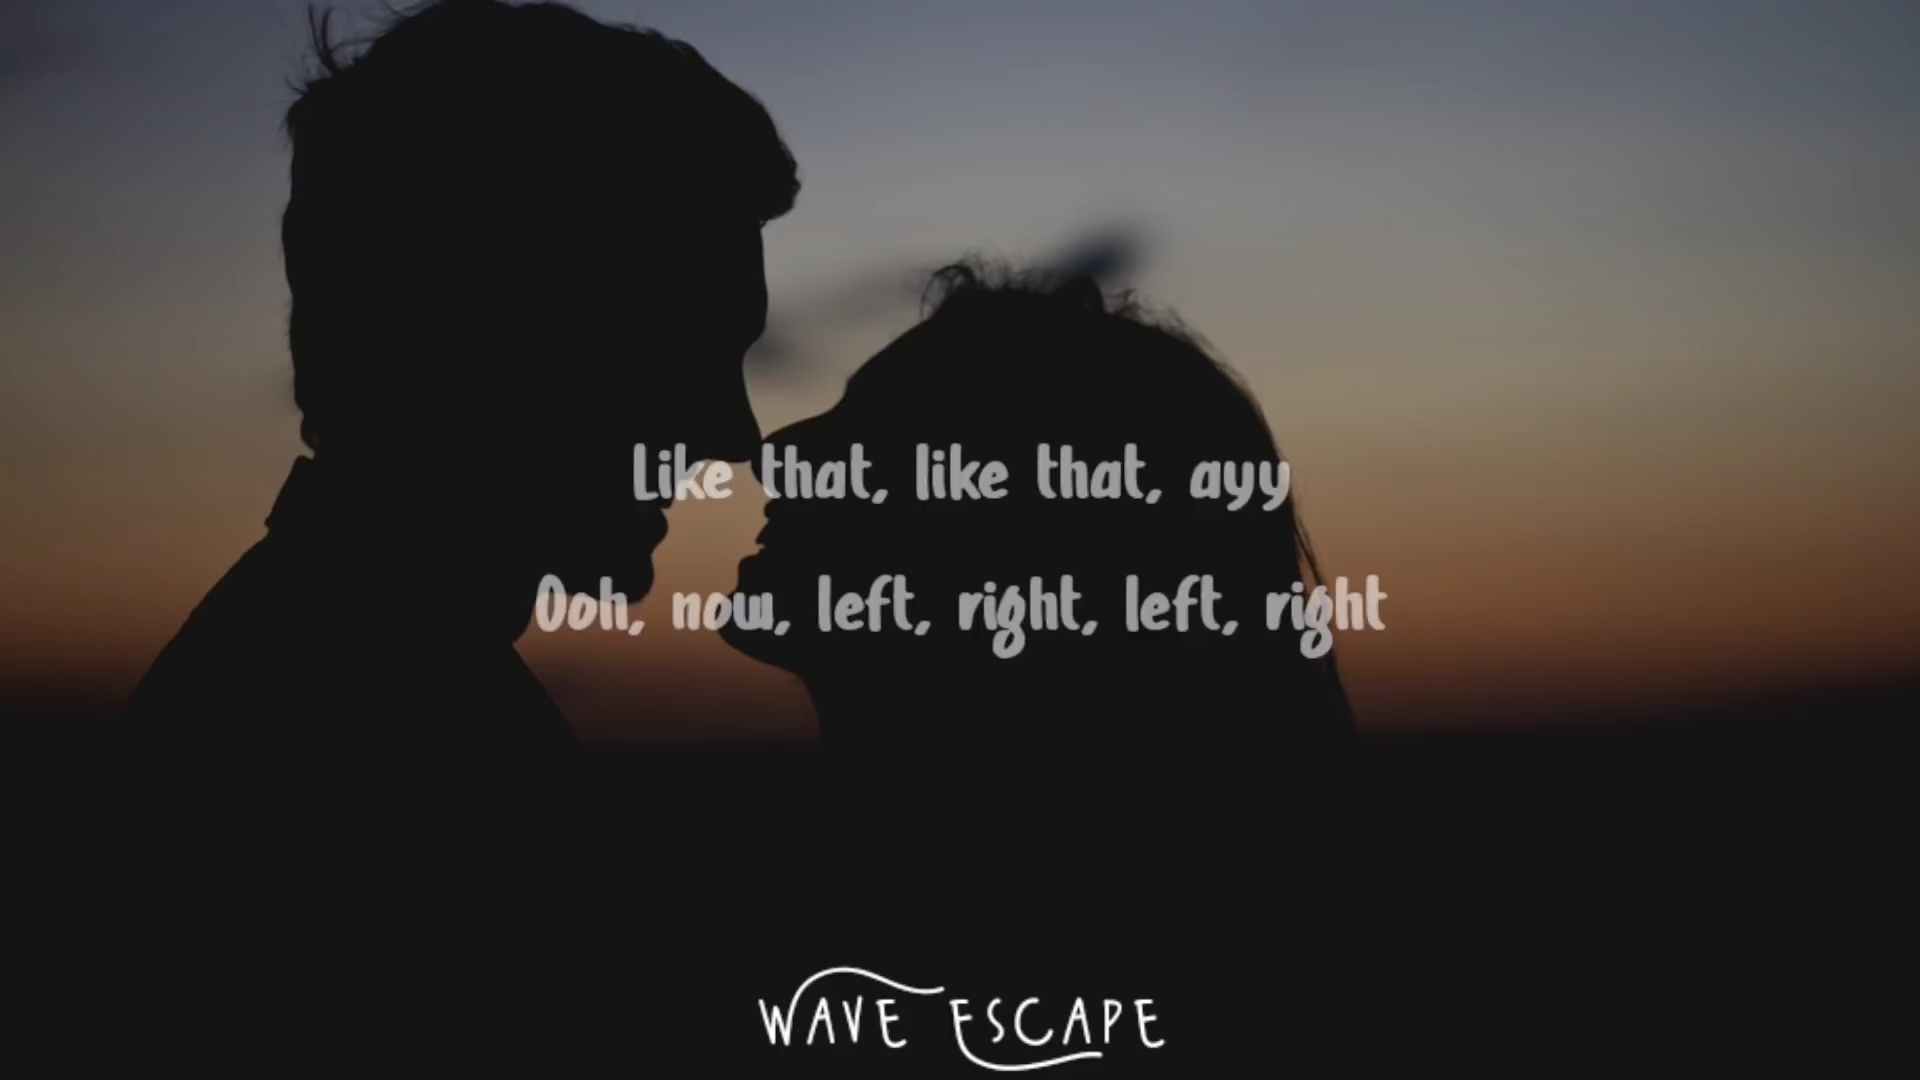 Like that, like that, ayy
Ooh, now, left, right, left, right
WAVE ESCAPE